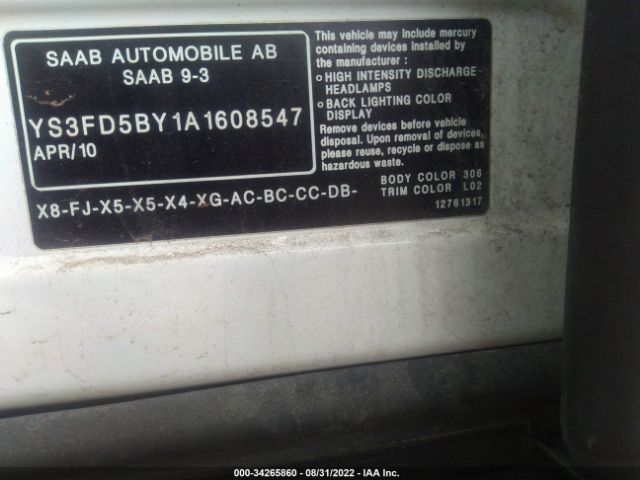 SAAB AUTOMOBILE AB
SAAB 9-3
YS3FD5BY1A1608547
APR/10
X8-FJ-X5-X5-X4-XG-AC-BC-CC-DB-
This vehicle may include mercury
containing devices installed by
the manufacturer :
o HIGH INTENSITY DISCHARGE
HEADLAMPS
o BACK LIGHTING COLOR
DISPLAY
Remove devices before vehicle
disposal. Upon removal of devices,
please reuse, recycle or dispose as
hazardous waste.
BODY COLOR 306
TRIM COLOR L02
12761317
000-34265860 - 08/31/2022 - IAA Inc.